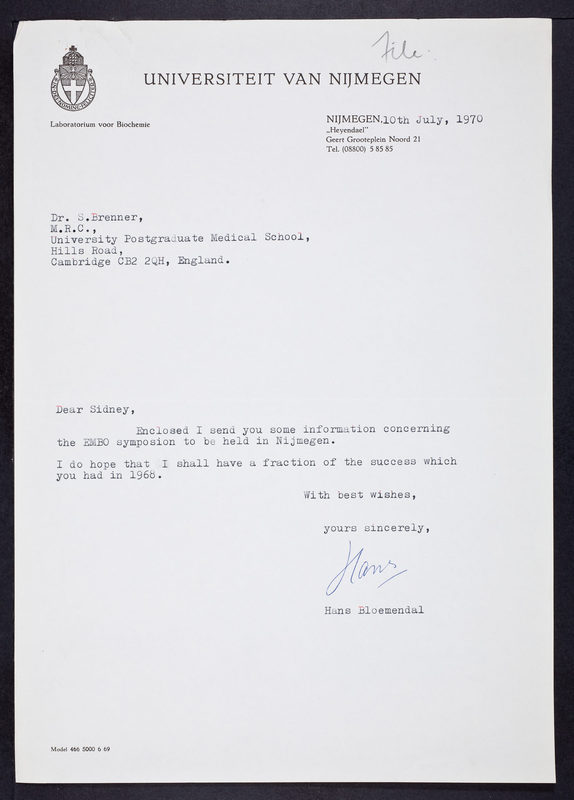 File.
UNIVERSITEIT VAN NIJMEGEN
Laboratorium voor Biochemie
NIJMEGEN, 10th July, 1970
„Heyendael”
Geert Grooteplein Noord 21
Tel. (08800) 5 85 85
Dr. S.Brenner,
M.R.C.,
University Postgraduate Medical School,
Hills Road,
Cambridge CB2 2QH, England.
Dear Sidney,
Enclosed I send you some information concerning
the EMBO symposion to be held in Nijmegen.
I do hope that I shall have a fraction of the success which
you had in 1968.
With best wishes,
yours sincerely,
Hans
Hans Bloemendal
Model 466 5000 6 69